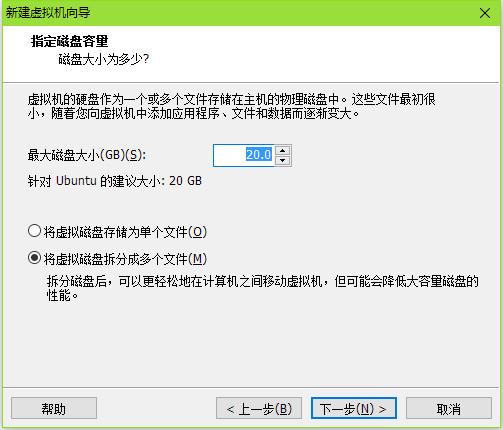 新建虚拟机向导
指定磁盘容量
磁盘大小为多少?
虚拟机的硬盘作为一个或多个文件存储在主机的物理磁盘中。这些文件最初很
小，随着您向虚拟机中添加应用程序、文件和数据而逐渐变大。
最大磁盘大小(GB)(S): 20.0
针对 Ubuntu 的建议大小: 20 GB
将虚拟磁盘存储为单个文件(O)
将虚拟磁盘拆分成多个文件(M)
拆分磁盘后，可以更轻松地在计算机之间移动虚拟机，但可能会降低大容量磁盘的
性能。
帮助 < 上一步(B) 下一步(N) > 取消